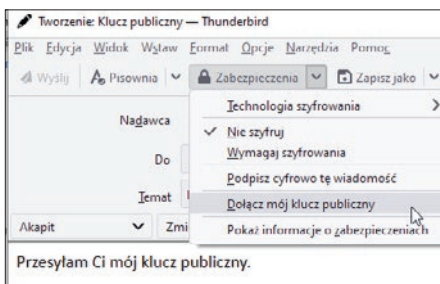 Tworzenie: Klucz publiczny — Thunderbird
Plik Edycja Widok Wstaw Format Opcje Narzędzia Pomoc
Wyślij Pisownia Zabezpieczenia Zapisz jako
Technologia szyfrowania
Nadawca
Nie szyfruj
Wymagaj szyfrowania
Do
Podpisz cyfrowo tę wiadomość
Temat
Dołącz mój klucz publiczny
Akapit Zmi
Pokaż informacje o zabezpieczeniach
Przesyłam Ci mój klucz publiczny.